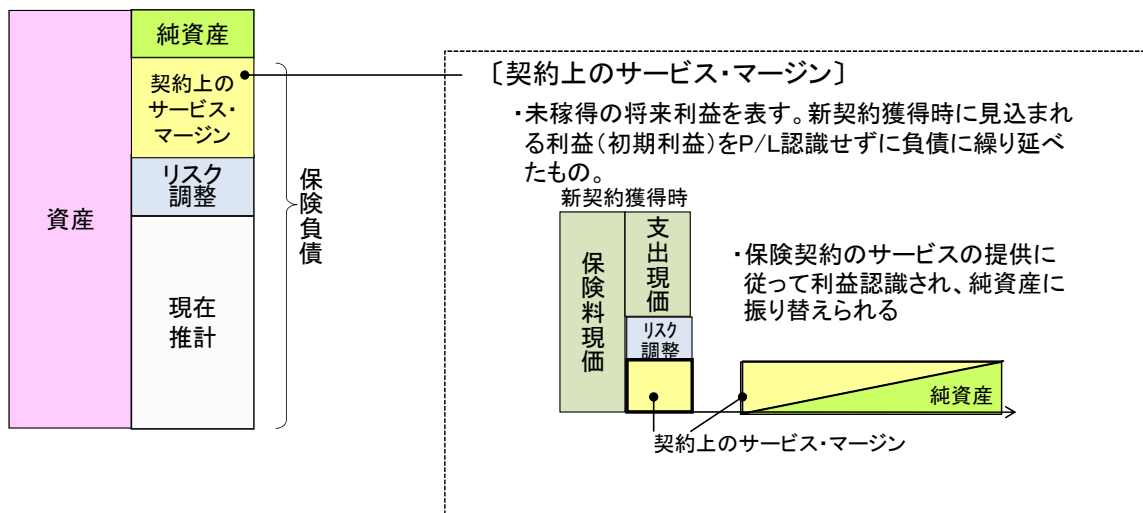 資産
純資産
契約上の
サービス・
マージン
リスク
調整
現在
推計
保険負債
〔契約上のサービス・マージン〕
・未稼得の将来利益を表す。新契約獲得時に見込まれ
る利益(初期利益)をP/L認識せずに負債に繰り延べ
たもの。
新契約獲得時
保険料現価
支出現価
リスク
調整
・保険契約のサービスの提供に
従って利益認識され、純資産に
振り替えられる
純資産
契約上のサービス・マージン